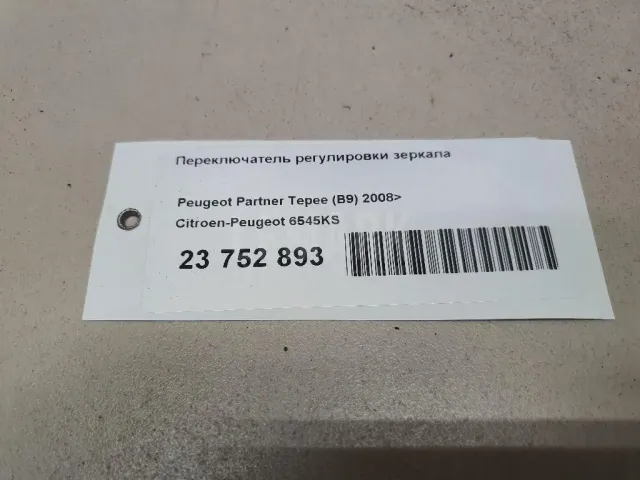 Переключатель регулировки зеркала
Peugeot Partner Tepee (B9) 2008>
Citroen-Peugeot 6545KS
23 752 893